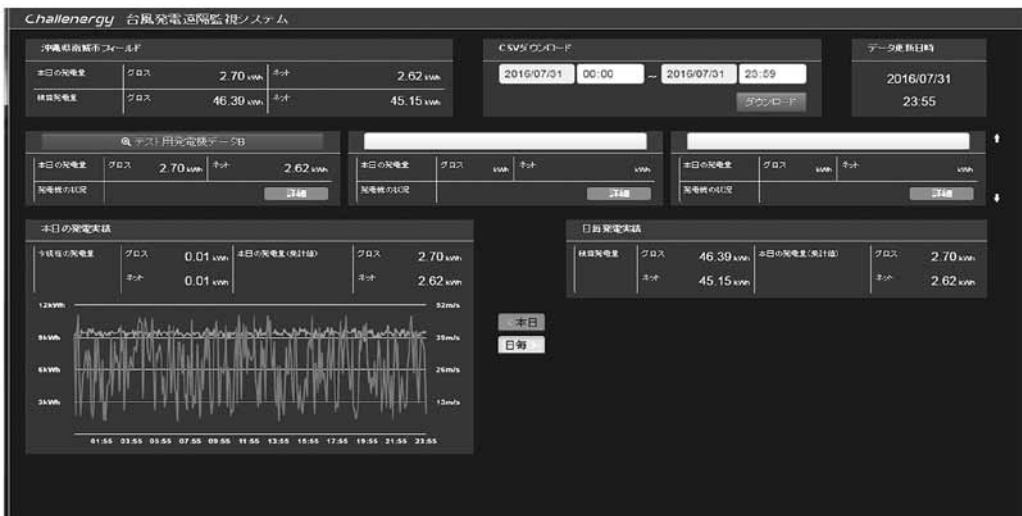 Challenergy 台風発電遠隔監視システム
沖縄県南城市フィールド
本日の発電量 グロス 2.70 kWh ネット 2.62 kWh
積算発電量 グロス 46.39 kWh ネット 45.15 kWh
CSVダウンロード
2016/07/31 00:00 ~ 2016/07/31 23:59
ダウンロード
データ更新日時
2016/07/31
23:55
テスト用発電機データB
本日の発電量 グロス 2.70 kWh ネット 2.62 kWh
発電機の状況 詳細
本日の発電量 グロス kWh ネット kWh
発電機の状況 詳細
本日の発電量 グロス kWh ネット kWh
発電機の状況 詳細
本日の発電実績
今現在の発電量 グロス 0.01 kWh 本日の発電量(集計値) グロス 2.70 kWh
ネット 0.01 kWh ネット 2.62 kWh
12kWh 52m/s
9kWh 39m/s
6kWh 26m/s
3kWh 13m/s
01:55 03:55 05:55 07:55 09:55 11:55 13:55 15:55 17:55 19:55 21:55 23:55
本日
日毎
日毎発電実績
積算発電量 グロス 46.39 kWh 本日の発電量(集計値) グロス 2.70 kWh
ネット 45.15 kWh ネット 2.62 kWh